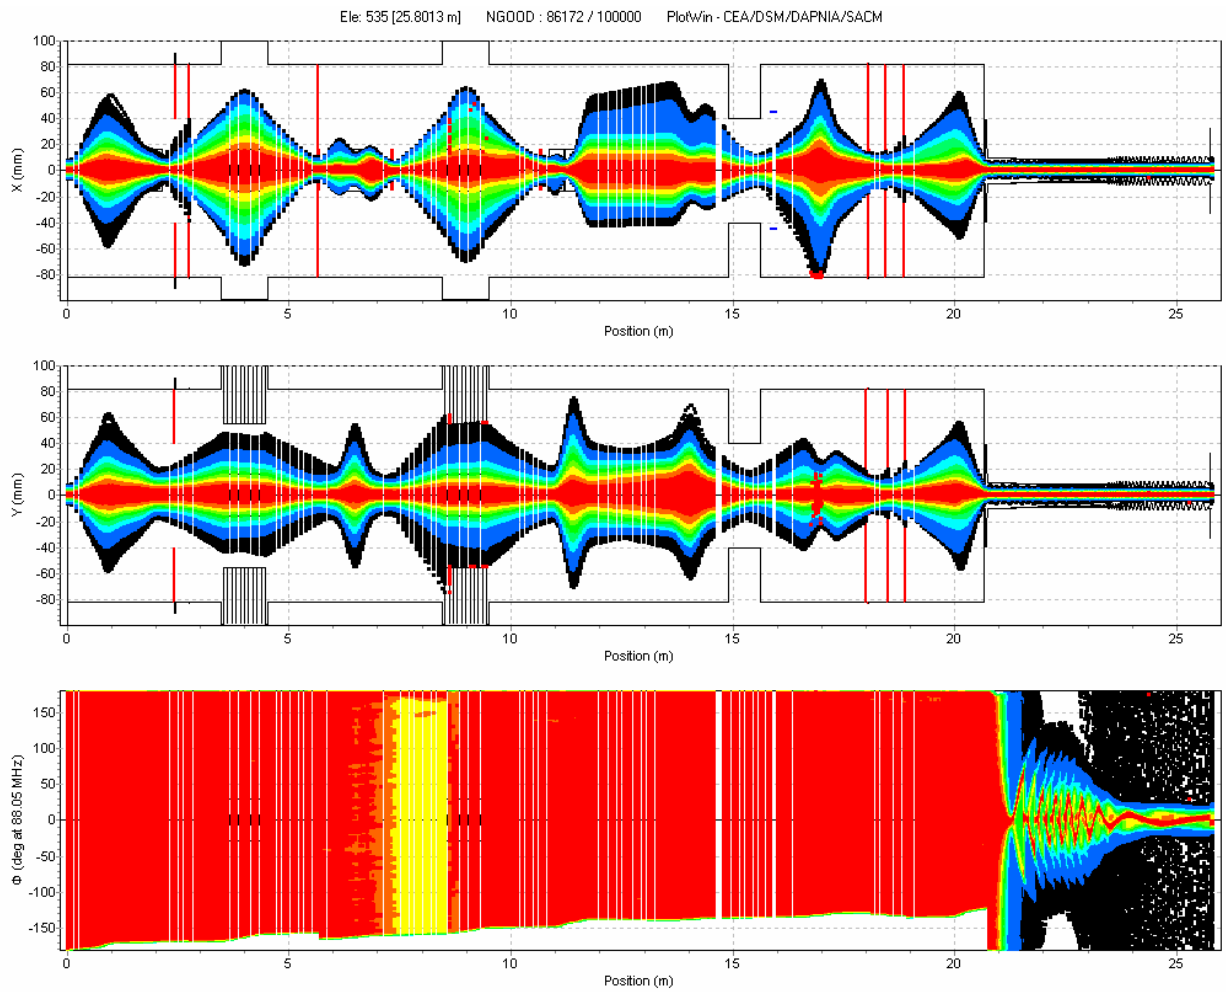 Ele: 535 [25.8013 m] NGOOD : 86172 / 100000 PlotWin - CEA/DSM/DAPNIA/SACM
100
80
60
40
20
0
-20
-40
-60
-80
X (mm)
0 5 10 15 20 25
Position (m)
100
80
60
40
20
0
-20
-40
-60
-80
Y (mm)
0 5 10 15 20 25
Position (m)
150
100
50
0
-50
-100
-150
Φ (deg at 88.05 MHz)
0 5 10 15 20 25
Position (m)